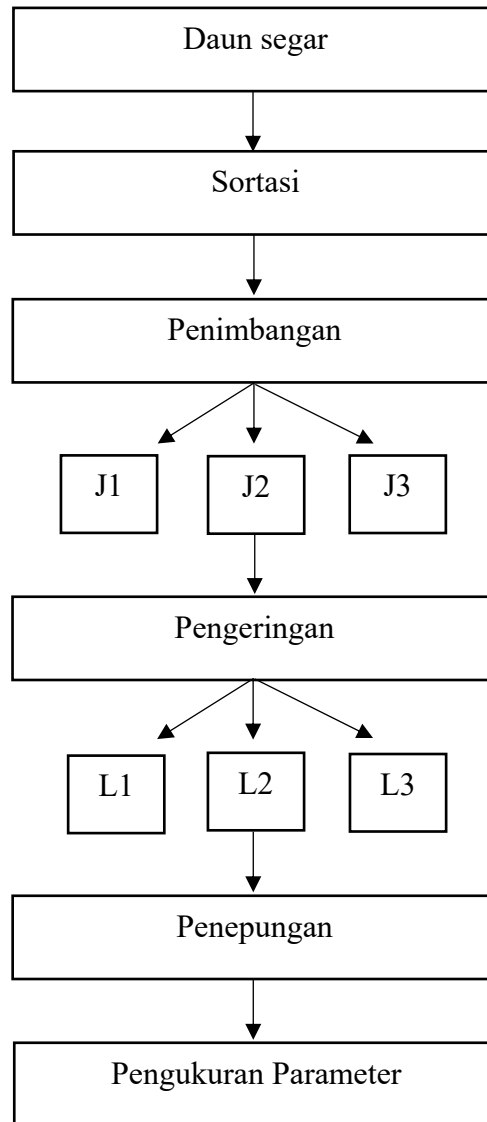 Daun segar
Sortasi
Penimbangan
J1 J2 J3
Pengeringan
L1 L2 L3
Penepungan
Pengukuran Parameter